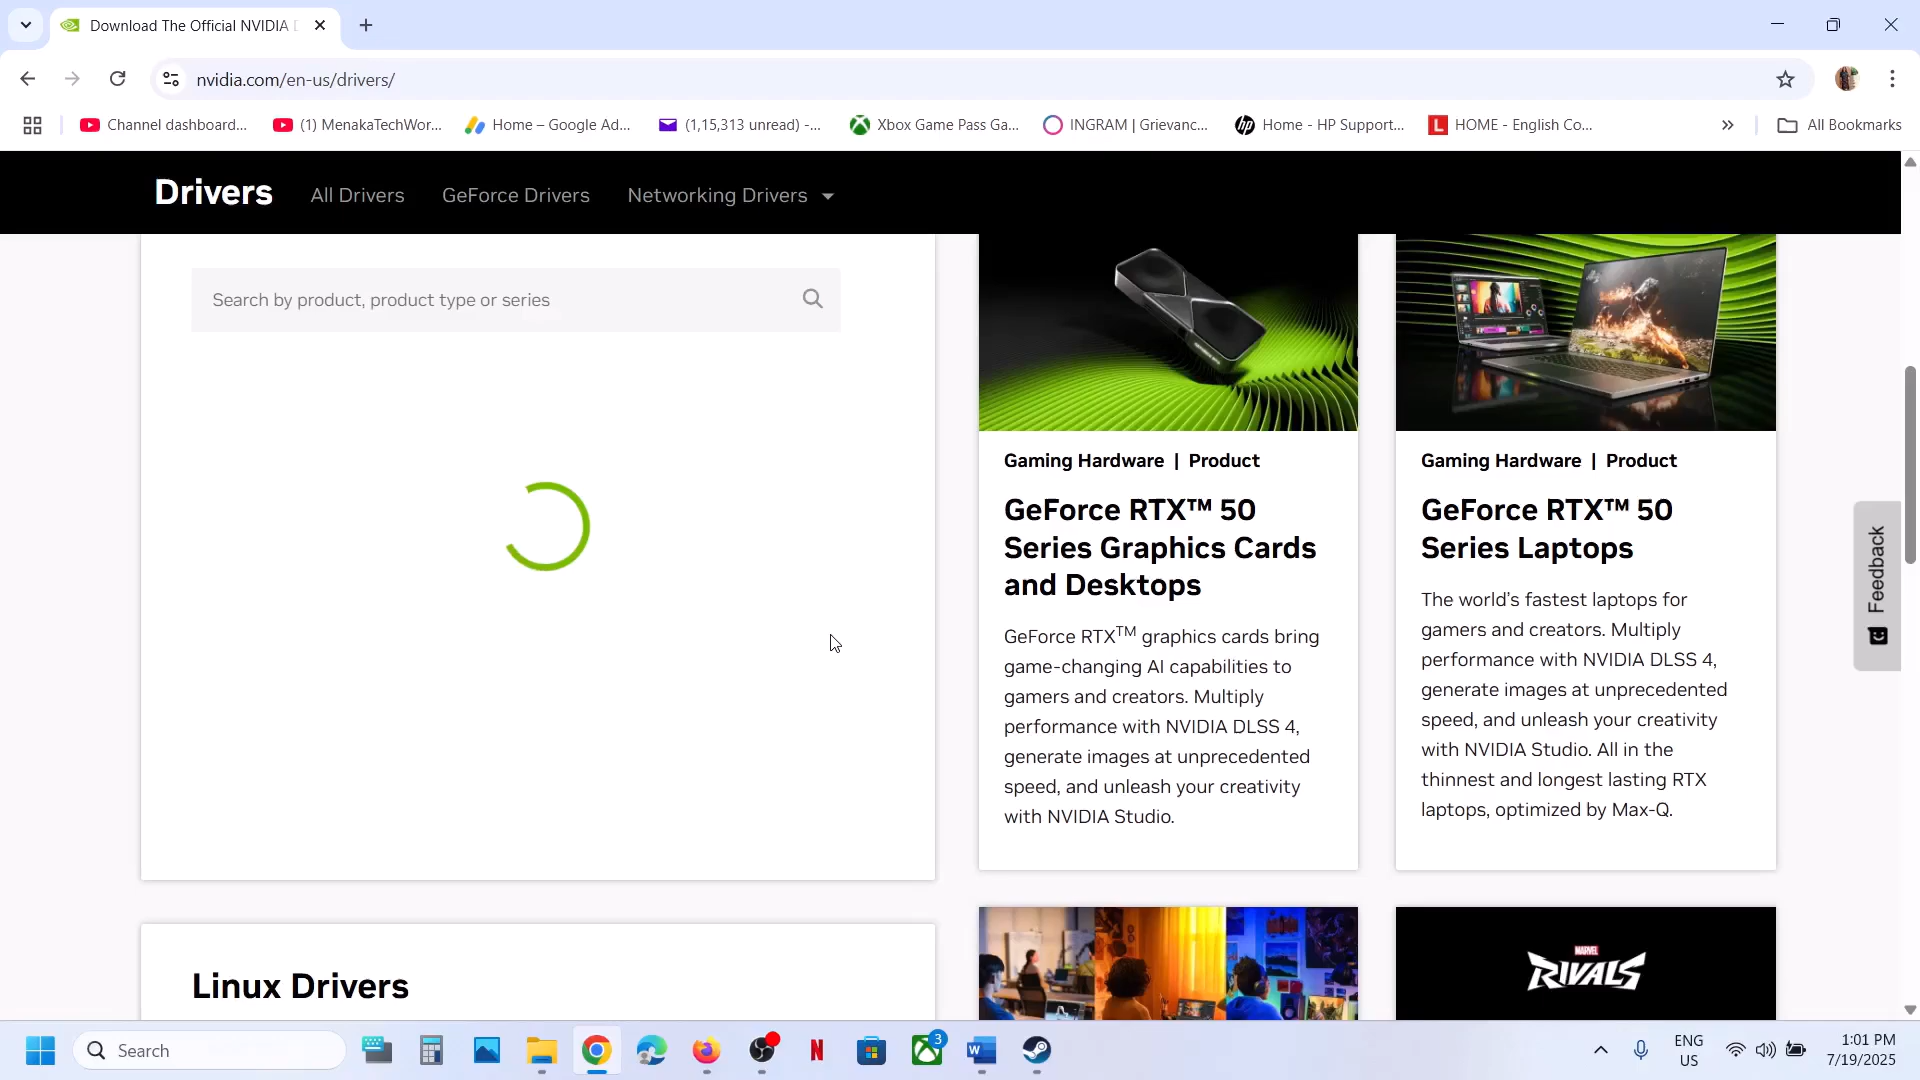 Download The Official NVIDIA D
nvidia.com/en-us/drivers/
Channel dashboard...
(1) MenakaTechWor...
Home – Google Ad...
(1,15,313 unread) -...
Xbox Game Pass Ga...
INGRAM | Grievanc...
Home - HP Support...
HOME - English Co...
All Bookmarks
Drivers
All Drivers
GeForce Drivers
Networking Drivers
Search by product, product type or series
Gaming Hardware | Product
GeForce RTX™ 50
Series Graphics Cards
and Desktops
GeForce RTX™ graphics cards bring
game-changing AI capabilities to
gamers and creators. Multiply
performance with NVIDIA DLSS 4,
generate images at unprecedented
speed, and unleash your creativity
with NVIDIA Studio.
Gaming Hardware | Product
GeForce RTX™ 50
Series Laptops
The world’s fastest laptops for
gamers and creators. Multiply
performance with NVIDIA DLSS 4,
generate images at unprecedented
speed, and unleash your creativity
with NVIDIA Studio. All in the
thinnest and longest lasting RTX
laptops, optimized by Max-Q.
Feedback
Linux Drivers
MARVEL
RIVALS
Search
3
ENG
US
1:01 PM
7/19/2025